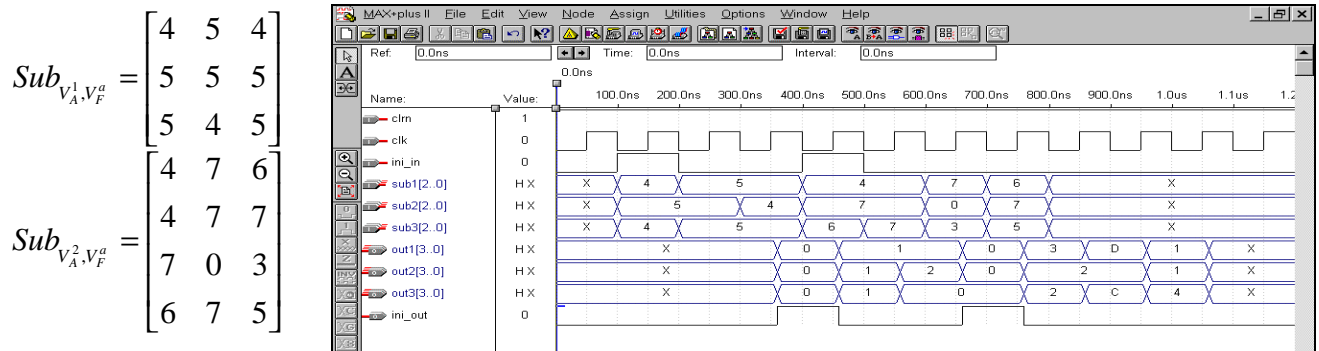 Sub V_A^1, V_F^a = [4 5 4
5 5 5
5 4 5]
Sub V_A^2, V_F^a = [4 7 6
4 7 7
7 0 3
6 7 5]
MAX+plus II File Edit View Node Assign Utilities Options Window Help
Ref: 0.0ns Time: 0.0ns Interval: 0.0ns
0.0ns
Name: Value: 100.0ns 200.0ns 300.0ns 400.0ns 500.0ns 600.0ns 700.0ns 800.0ns 900.0ns 1.0us 1.1us 1.2
clrn 1
clk 0
ini_in 0
sub1[2..0] H X X 4 5 4 7 6 X
sub2[2..0] H X X 5 4 7 0 7 X
sub3[2..0] H X X 4 5 6 7 3 5 X
out1[3..0] H X X 0 1 0 3 D 1 X
out2[3..0] H X X 0 1 2 0 2 1 X
out3[3..0] H X X 0 1 0 2 C 4 X
ini_out 0